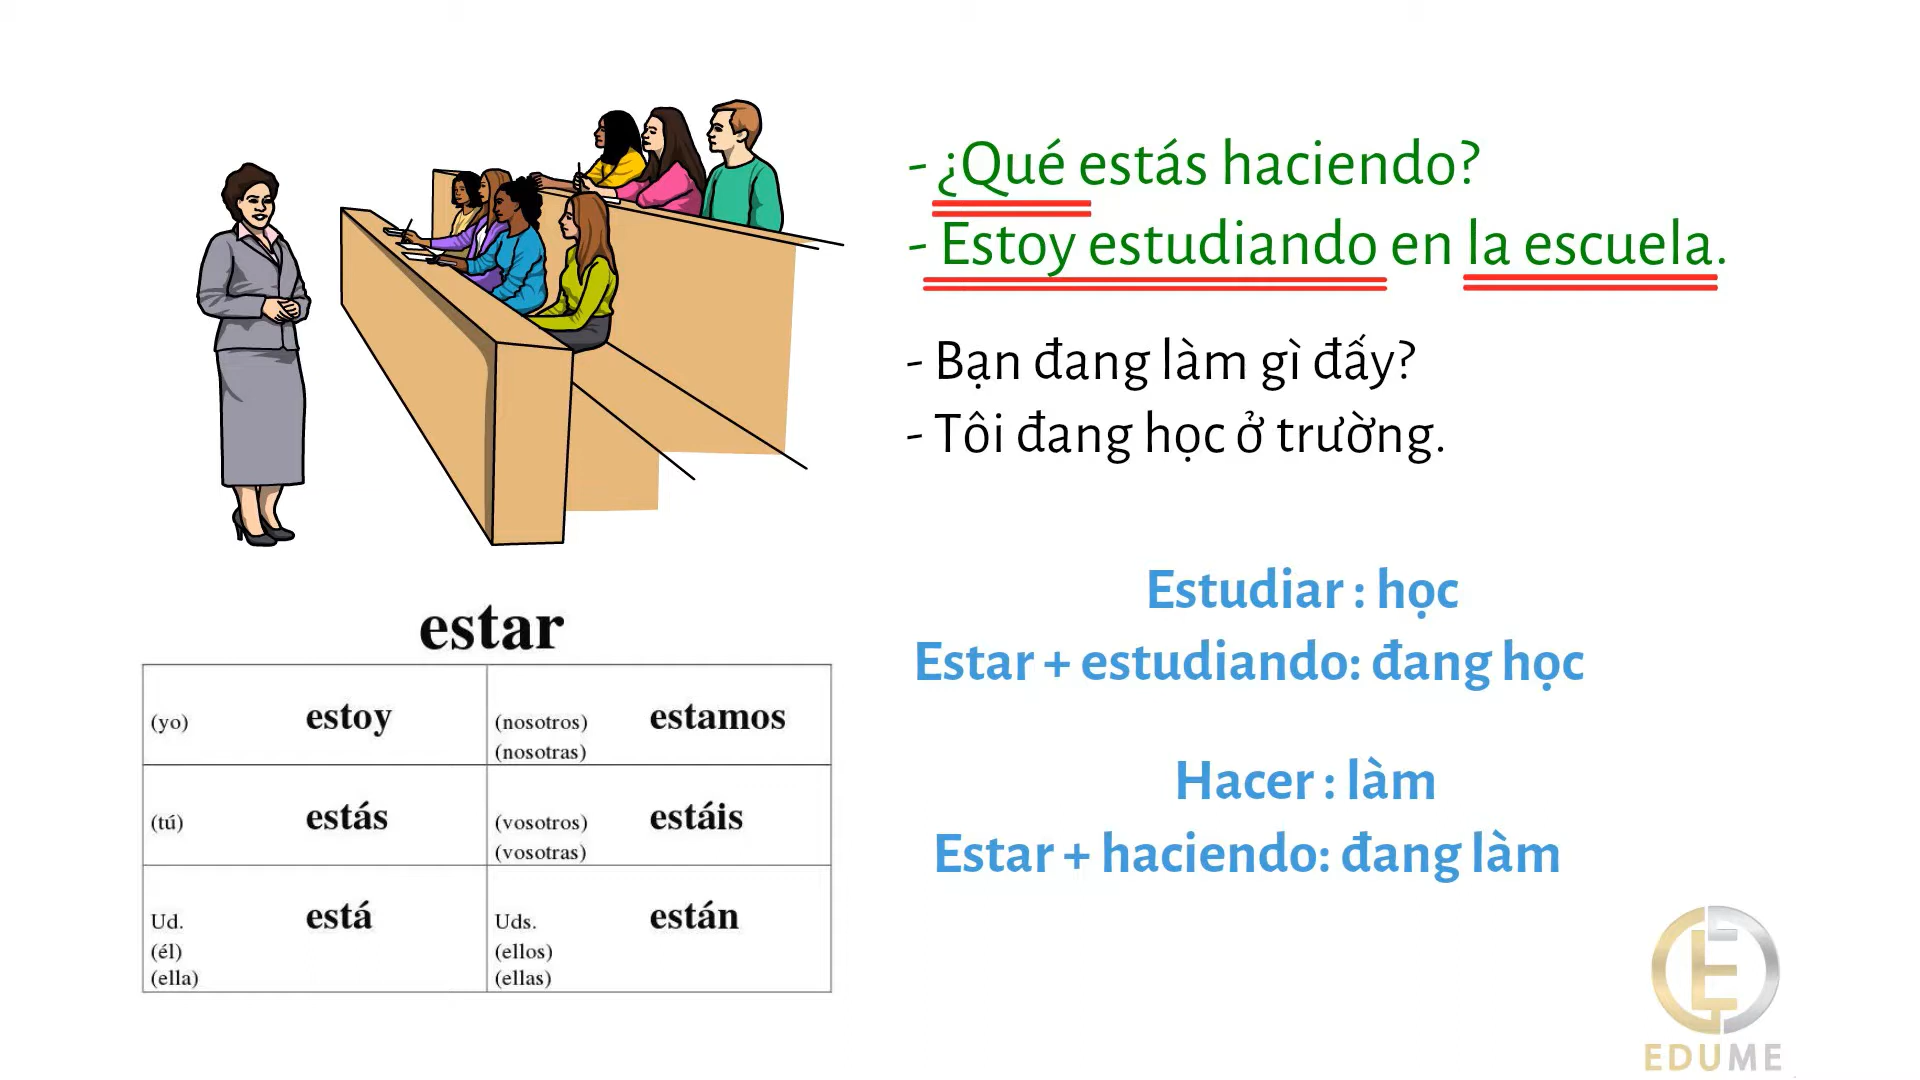 - ¿Qué estás haciendo?
- Estoy estudiando en la escuela.
- Bạn đang làm gì đấy?
- Tôi đang học ở trường.
Estudiar : học
Estar + estudiando: đang học
Hacer : làm
Estar + haciendo: đang làm
estar
(yo) estoy
(nosotros) estamos
(nosotras)
(tú) estás
(vosotros) estáis
(vosotras)
Ud. está
(él)
(ella)
Uds. están
(ellos)
(ellas)
EDUME